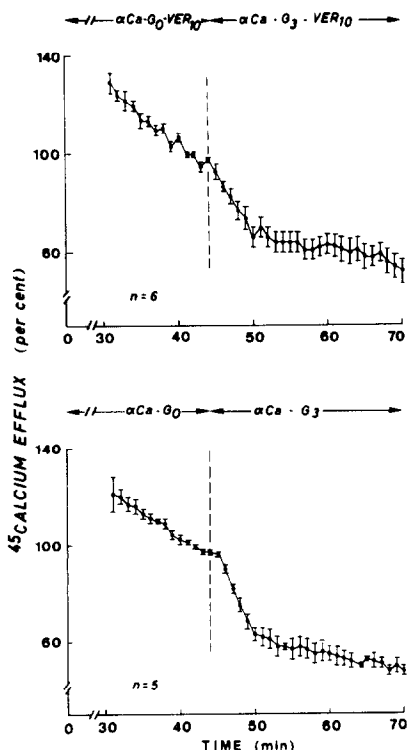 αCa·G0·VER10 αCa · G3 · VER10
140
100
60
n=6
0 30 40 50 60 70
45CALCIUM EFFLUX (per cent)
αCa·G0 αCa · G3
140
100
60
n=5
0 30 40 50 60 70
TIME (min)